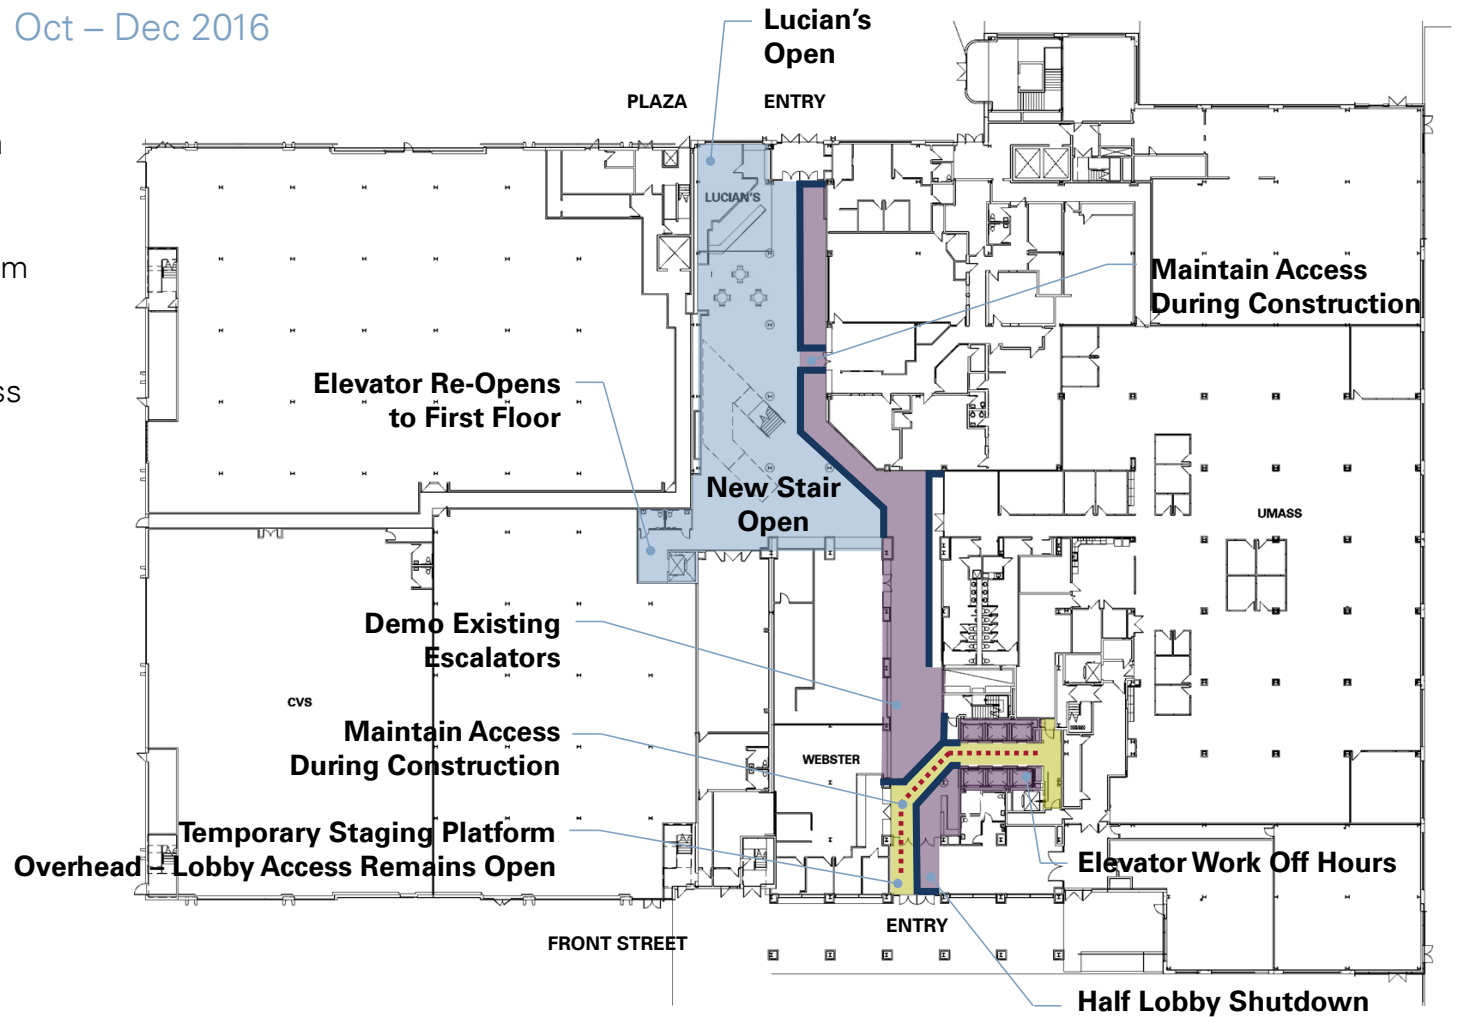 Oct – Dec 2016
Lucian's
Open
PLAZA
ENTRY
LUCIAN'S
m
Maintain Access
During Construction
Elevator Re-Opens
to First Floor
ss
New Stair
Open
UMASS
Demo Existing
Escalators
CVS
Maintain Access
During Construction
WEBSTER
Temporary Staging Platform
Overhead – Lobby Access Remains Open
Elevator Work Off Hours
ENTRY
FRONT STREET
Half Lobby Shutdown